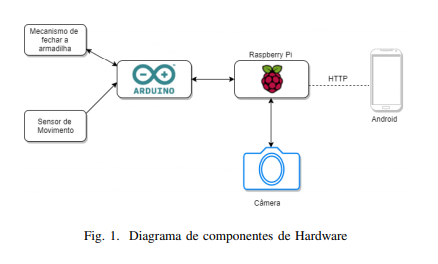 Mecanismo de
fechar a
armadilha
Raspberry Pi
ARDUINO
HTTP
Android
Sensor de
Movimento
Câmera
Fig. 1. Diagrama de componentes de Hardware